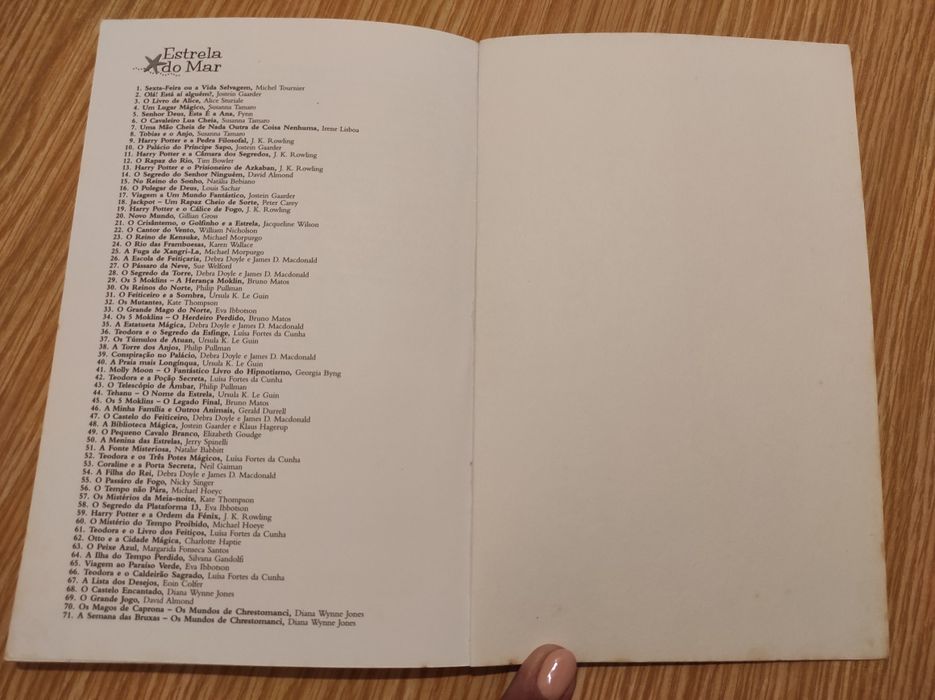 Estrela
do Mar
1. Sexta-Feira ou a Vida Selvagem, Michel Tournier
2. Olá! Está aí alguém?, Jostein Gaarder
3. O Livro de Alice, Alice Sturiale
4. Um Lugar Mágico, Susanna Tamaro
5. Senhor Deus, Esta É a Ana, Fynn
6. O Cavaleiro Lua Cheia, Susanna Tamaro
7. Uma Mão Cheia de Nada Outra de Coisa Nenhuma, Irene Lisboa
8. Tobias e o Anjo, Susanna Tamaro
9. Harry Potter e a Pedra Filosofal, J. K. Rowling
10. O Palácio do Príncipe Sapo, Jostein Gaarder
11. Harry Potter e a Câmara dos Segredos, J. K. Rowling
12. O Rapaz do Rio, Tim Bowler
13. Harry Potter e o Prisioneiro de Azkaban, J. K. Rowling
14. O Segredo do Senhor Ninguém, David Almond
15. No Reino do Sonho, Natália Bebiano
16. O Polegar de Deus, Louis Sachar
17. Viagem a Um Mundo Fantástico, Jostein Gaarder
18. Jackpot – Um Rapaz Cheio de Sorte, Peter Carey
19. Harry Potter e o Cálice de Fogo, J. K. Rowling
20. Novo Mundo, Gillian Cross
21. O Crisântemo, o Golfinho e a Estrela, Jacqueline Wilson
22. O Cantor do Vento, William Nicholson
23. O Reino de Kensuke, Michael Morpurgo
24. O Rio das Framboesas, Karen Wallace
25. A Fuga de Xangri-La, Michael Morpurgo
26. A Escola de Feitiçaria, Debra Doyle e James D. Macdonald
27. O Pássaro da Neve, Sue Welford
28. O Segredo da Torre, Debra Doyle e James D. Macdonald
29. Os 5 Moklins – A Herança Moklin, Bruno Matos
30. Os Reinos do Norte, Philip Pullman
31. O Feiticeiro e a Sombra, Ursula K. Le Guin
32. Os Mutantes, Kate Thompson
33. O Grande Mago do Norte, Eva Ibbotson
34. Os 5 Moklins – O Herdeiro Perdido, Bruno Matos
35. A Estatueta Mágica, Debra Doyle e James D. Macdonald
36. Teodora e o Segredo da Esfinge, Luísa Fortes da Cunha
37. Os Túmulos de Atuan, Ursula K. Le Guin
38. A Torre dos Anjos, Philip Pullman
39. Conspiração no Palácio, Debra Doyle e James D. Macdonald
40. A Praia mais Longínqua, Ursula K. Le Guin
41. Molly Moon – O Fantástico Livro do Hipnotismo, Georgia Byng
42. Teodora e a Poção Secreta, Luísa Fortes da Cunha
43. O Telescópio de Âmbar, Philip Pullman
44. Tehanu – O Nome da Estrela, Ursula K. Le Guin
45. Os 5 Moklins – O Legado Final, Bruno Matos
46. A Minha Família e Outros Animais, Gerald Durrell
47. O Castelo do Feiticeiro, Debra Doyle e James D. Macdonald
48. A Biblioteca Mágica, Jostein Gaarder e Klaus Hagerup
49. O Pequeno Cavalo Branco, Elizabeth Goudge
50. A Menina das Estrelas, Jerry Spinelli
51. A Fonte Misteriosa, Natalie Babbitt
52. Teodora e os Três Potes Mágicos, Luísa Fortes da Cunha
53. Coraline e a Porta Secreta, Neil Gaiman
54. A Filha do Rei, Debra Doyle e James D. Macdonald
55. O Passáro de Fogo, Nicky Singer
56. O Tempo não Pára, Michael Hoeyc
57. Os Mistérios da Meia-noite, Kate Thompson
58. O Segredo da Plataforma 13, Eva Ibbotson
59. Harry Potter e a Ordem da Fénix, J. K. Rowling
60. O Mistério do Tempo Proibido, Michael Hoeye
61. Teodora e o Livro dos Feitiços, Luísa Fortes da Cunha
62. Otto e a Cidade Mágica, Charlotte Haptie
63. O Peixe Azul, Margarida Fonseca Santos
64. A Ilha do Tempo Perdido, Silvana Gandolfi
65. Viagem ao Paraíso Verde, Eva Ibbotson
66. Teodora e o Caldeirão Sagrado, Luísa Fortes da Cunha
67. A Lista dos Desejos, Eoin Colfer
68. O Castelo Encantado, Diana Wynne Jones
69. O Grande Jogo, David Almond
70. Os Magos de Caprona – Os Mundos de Chrestomanci, Diana Wynne Jones
71. A Semana das Bruxas – Os Mundos de Chrestomanci, Diana Wynne Jones